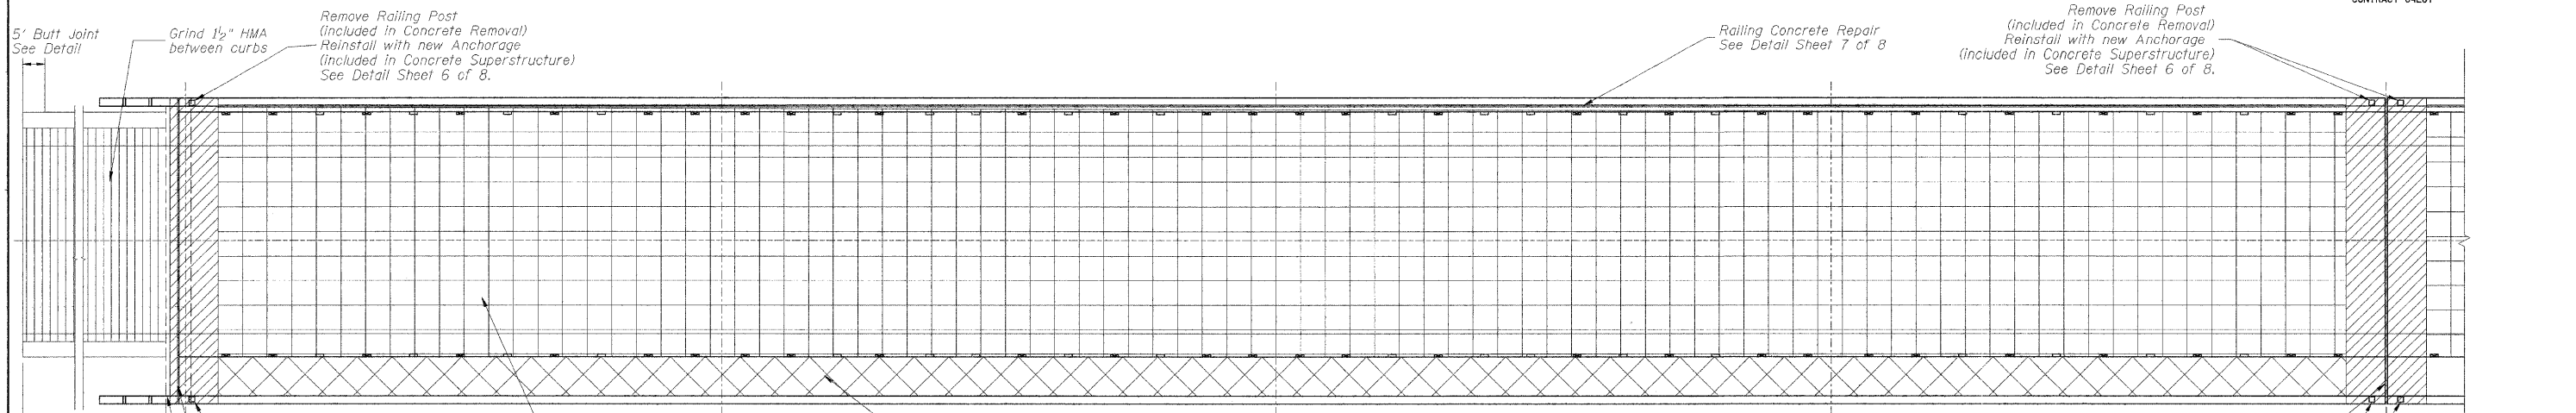 5' Butt Joint
See Detail
Grind 1½" HMA
between curbs
Remove Railing Post
(included in Concrete Removal)
Reinstall with new Anchorage
(included in Concrete Superstructure)
See Detail Sheet 6 of 8.
Railing Concrete Repair
See Detail Sheet 7 of 8
Remove Railing Post
(included in Concrete Removal)
Reinstall with new Anchorage
(included in Concrete Superstructure)
See Detail Sheet 6 of 8.